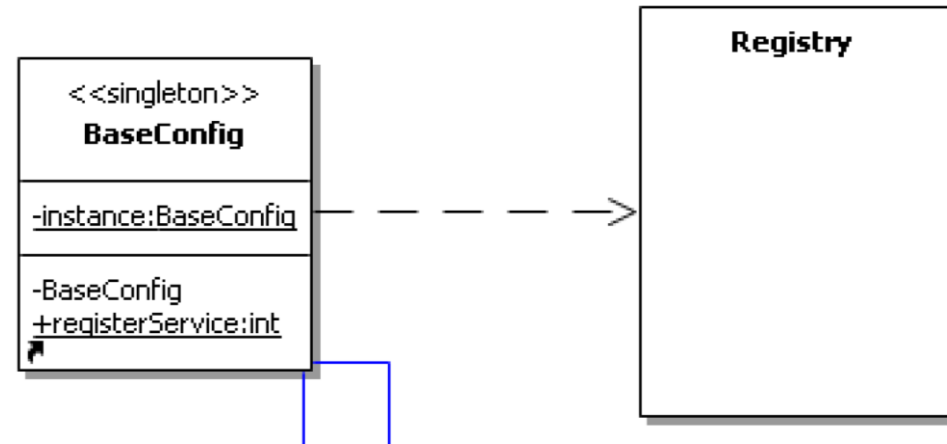 <<singleton>>
BaseConfig
-instance:BaseConfig
-BaseConfig
+registerService:int
Registry